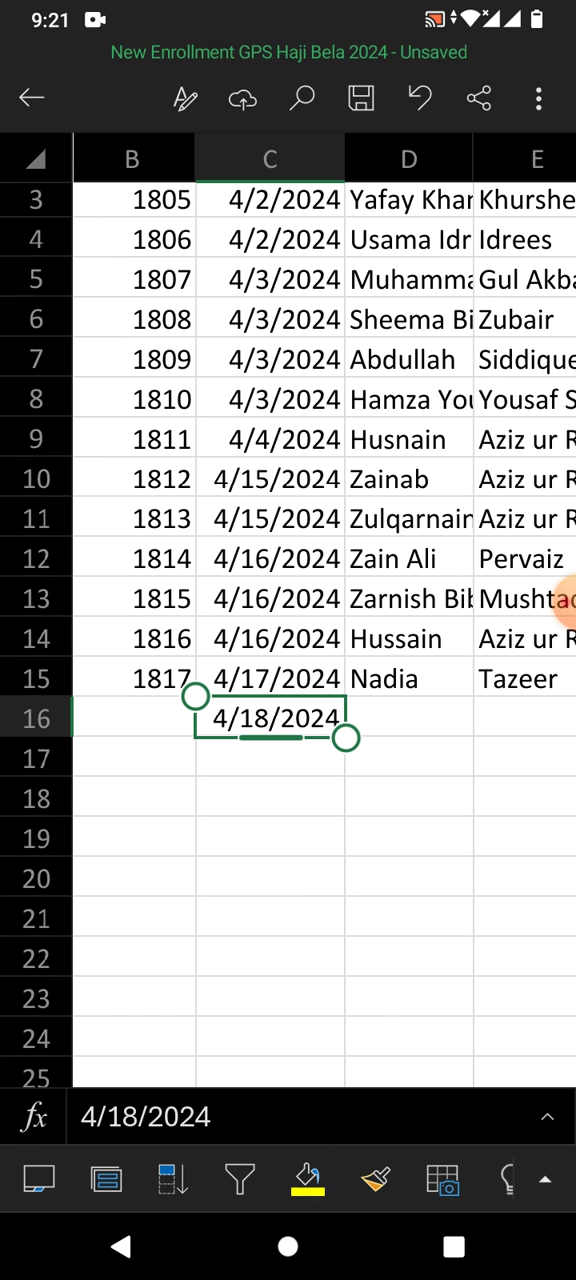 9:21
New Enrollment GPS Haji Bela 2024 - Unsaved
B C D E
3 1805 4/2/2024 Yafay Khan Khurshe
4 1806 4/2/2024 Usama Idr Idrees
5 1807 4/3/2024 Muhamma Gul Akba
6 1808 4/3/2024 Sheema Bi Zubair
7 1809 4/3/2024 Abdullah Siddique
8 1810 4/3/2024 Hamza You Yousaf S
9 1811 4/4/2024 Husnain Aziz ur R
10 1812 4/15/2024 Zainab Aziz ur R
11 1813 4/15/2024 Zulqarnain Aziz ur R
12 1814 4/16/2024 Zain Ali Pervaiz
13 1815 4/16/2024 Zarnish Bib Mushtaq
14 1816 4/16/2024 Hussain Aziz ur R
15 1817 4/17/2024 Nadia Tazeer
16 4/18/2024
17
18
19
20
21
22
23
24
25
fx 4/18/2024